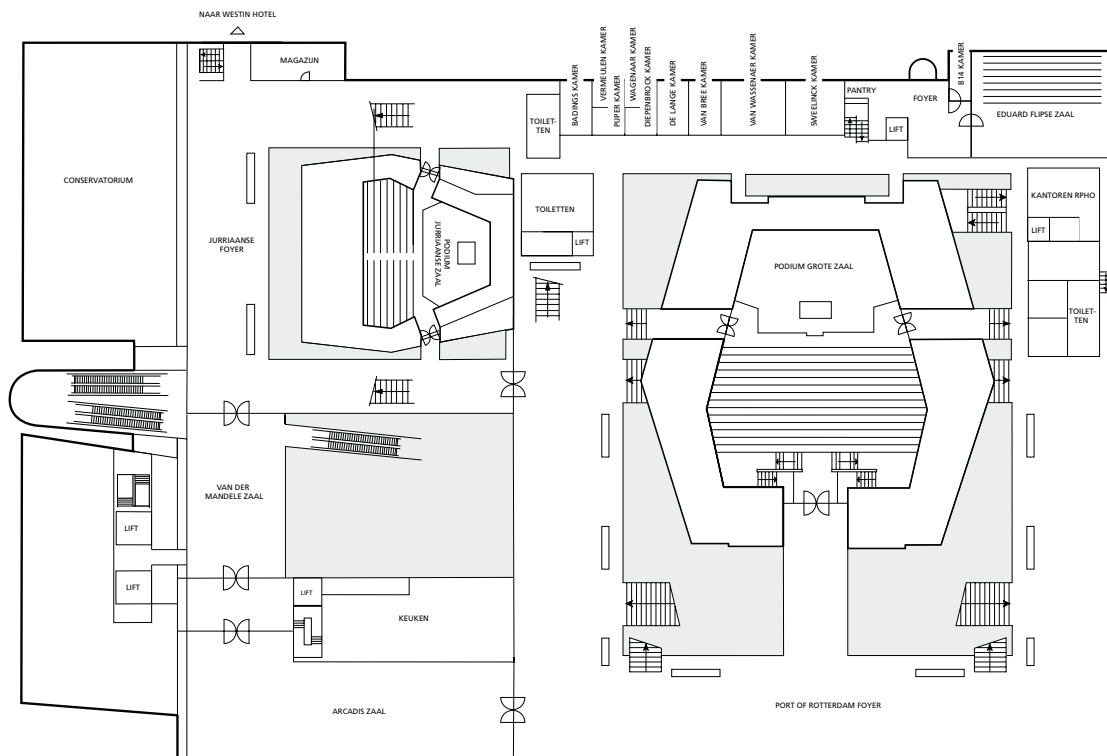 NAAR WESTIN HOTEL
MAGAZIJN
BADINGS KAMER
VERMEULEN KAMER
PIJPER KAMER
WAGENAAR KAMER
DIEPENBROCK KAMER
DE LANGE KAMER
VAN BREE KAMER
VAN WASSENAER KAMER
SWEELINCK KAMER
PANTRY
FOYER
B14 KAMER
EDUARD FLIPSE ZAAL
TOILET-
TEN
LIFT
CONSERVATORIUM
JURRIAANSE
FOYER
PODIUM
JURRIAANSE ZAAL
TOILETTEN
LIFT
PODIUM GROTE ZAAL
KANTOREN RPHO
LIFT
TOILET-
TEN
VAN DER
MANDELE ZAAL
LIFT
LIFT
LIFT
KEUKEN
ARCADIS ZAAL
PORT OF ROTTERDAM FOYER